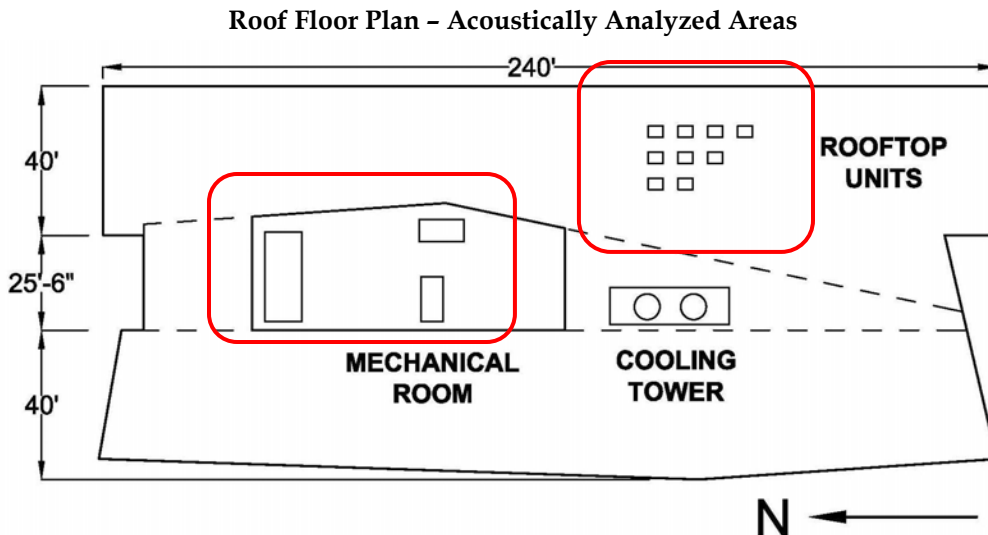 Roof Floor Plan – Acoustically Analyzed Areas
240'
40'
ROOFTOP
UNITS
25'-6"
MECHANICAL
ROOM
COOLING
TOWER
40'
N